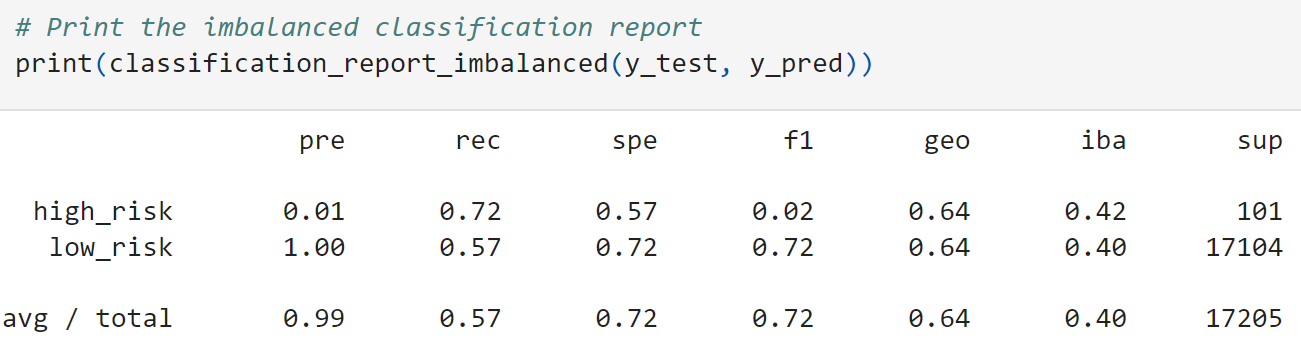 # Print the imbalanced classification report
print(classification_report_imbalanced(y_test, y_pred))
pre rec spe f1 geo iba sup
high_risk 0.01 0.72 0.57 0.02 0.64 0.42 101
low_risk 1.00 0.57 0.72 0.72 0.64 0.40 17104
avg / total 0.99 0.57 0.72 0.72 0.64 0.40 17205